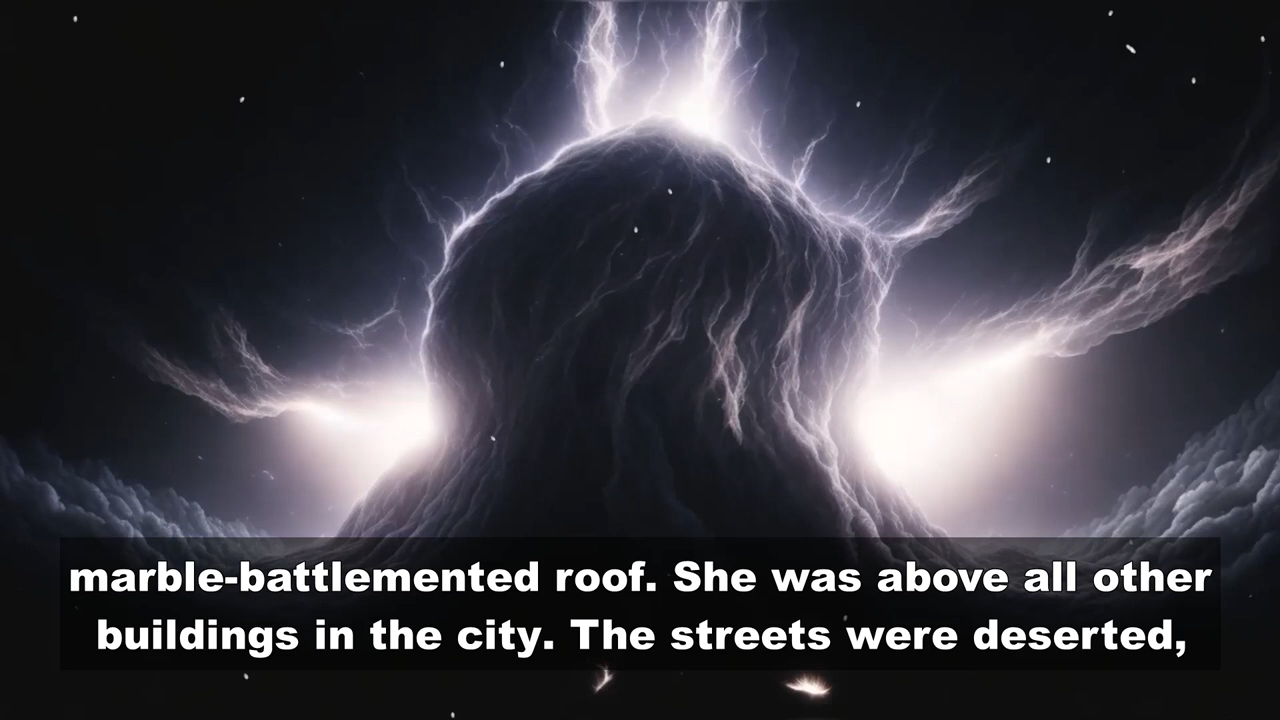 marble-battlemented roof. She was above all other
buildings in the city. The streets were deserted,